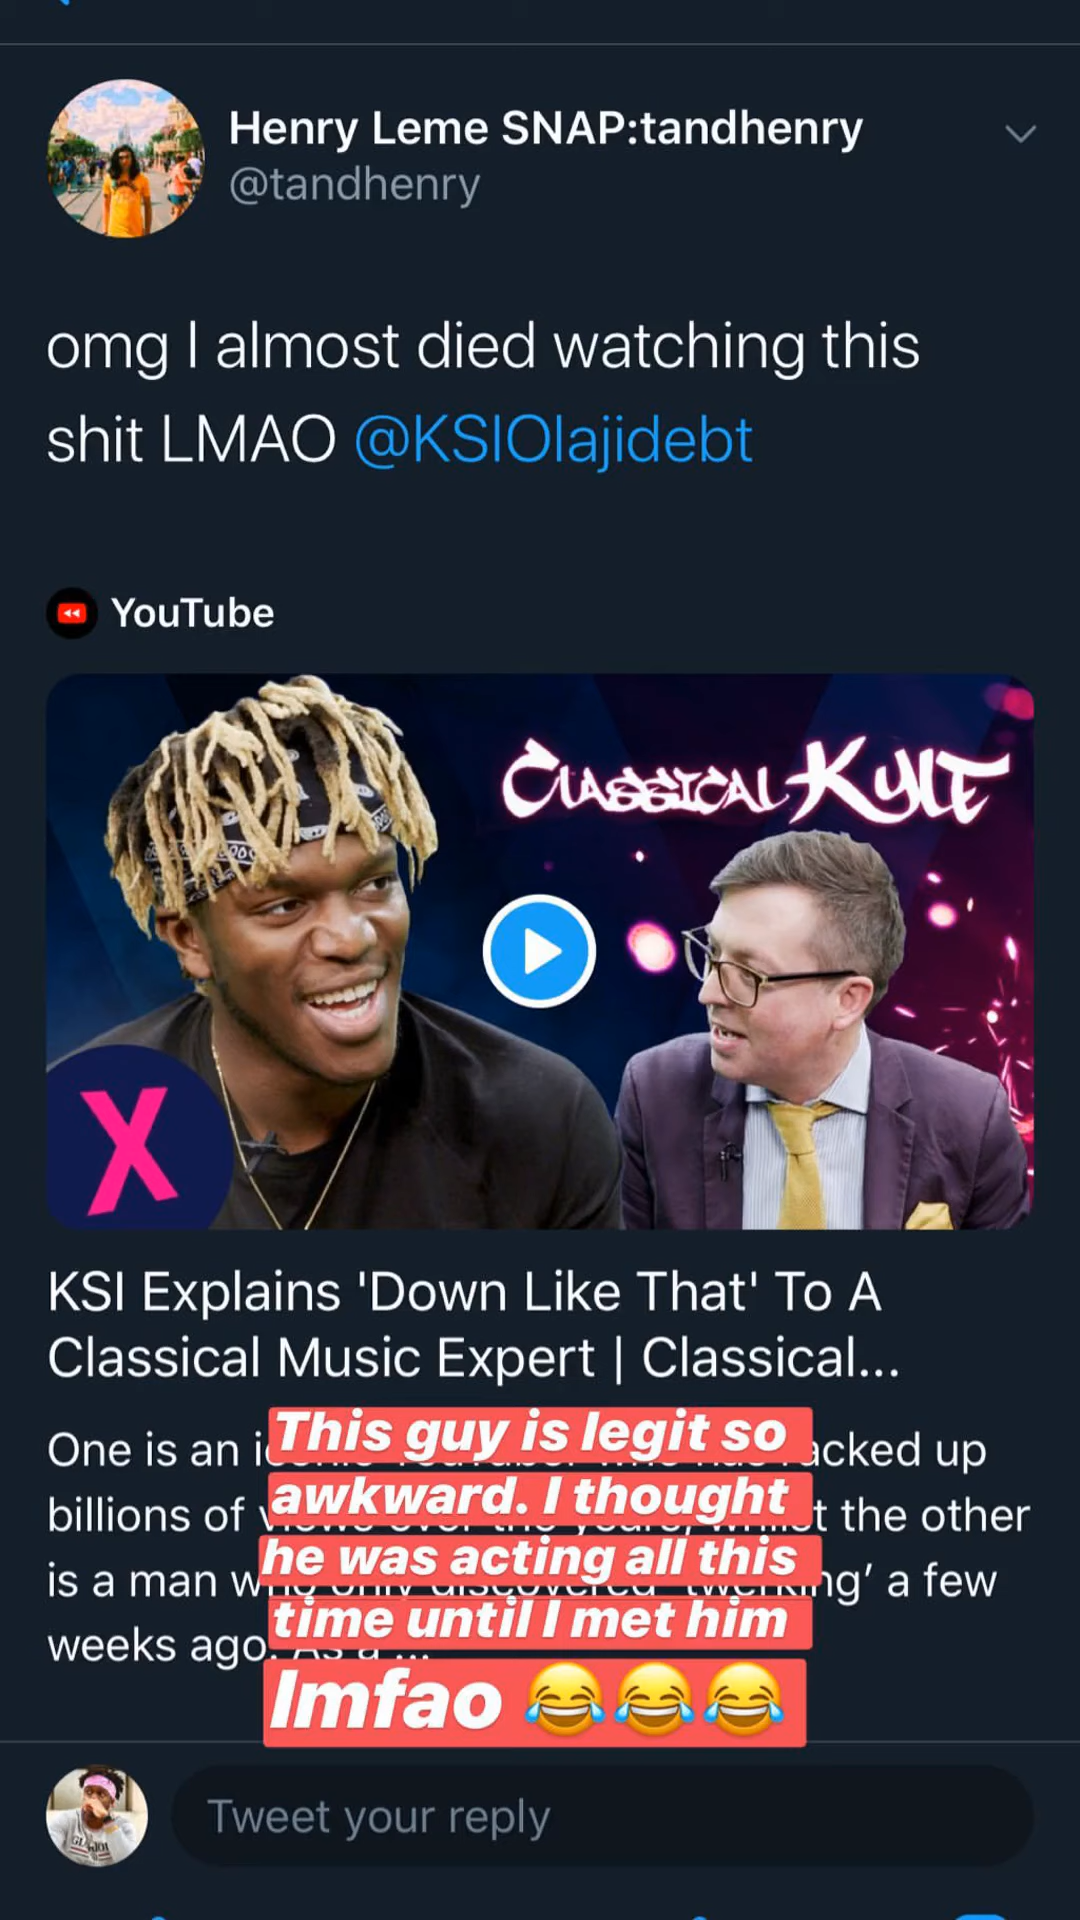 Henry Leme SNAP:tandhenry
@tandhenry
omg I almost died watching this
shit LMAO @KSIOlajidebt
YouTube
CLASSICAL KYLE
X
KSI Explains 'Down Like That' To A
Classical Music Expert | Classical...
One is an acked up
billions of t the other
is a man ng’ a few
weeks ago.
This guy is legit so
awkward. I thought
he was acting all this
time until I met him
lmfao 😂😂😂
Tweet your reply